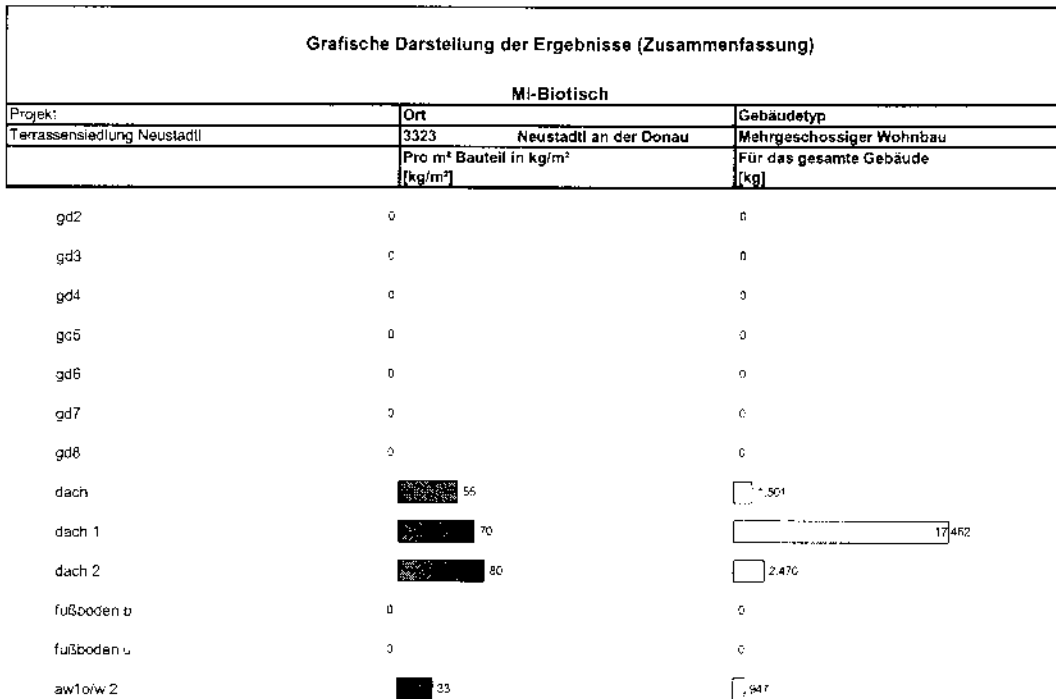 Grafische Darstellung der Ergebnisse (Zusammenfassung)
MI-Biotisch
Projekt Ort Gebäudetyp
Terrassensiedlung Neustadtl 3323 Neustadtl an der Donau Mehrgeschossiger Wohnbau
Pro m² Bauteil in kg/m² Für das gesamte Gebäude
[kg/m²] [kg]
gd2 0 0
gd3 0 0
gd4 0 0
gd5 0 0
gd6 0 0
gd7 0 0
gd8 0 0
dach
dach 1 70
dach 2 80 2.470
fußboden 0 0
fußboden 0 0
aw1o/w 2 33 947